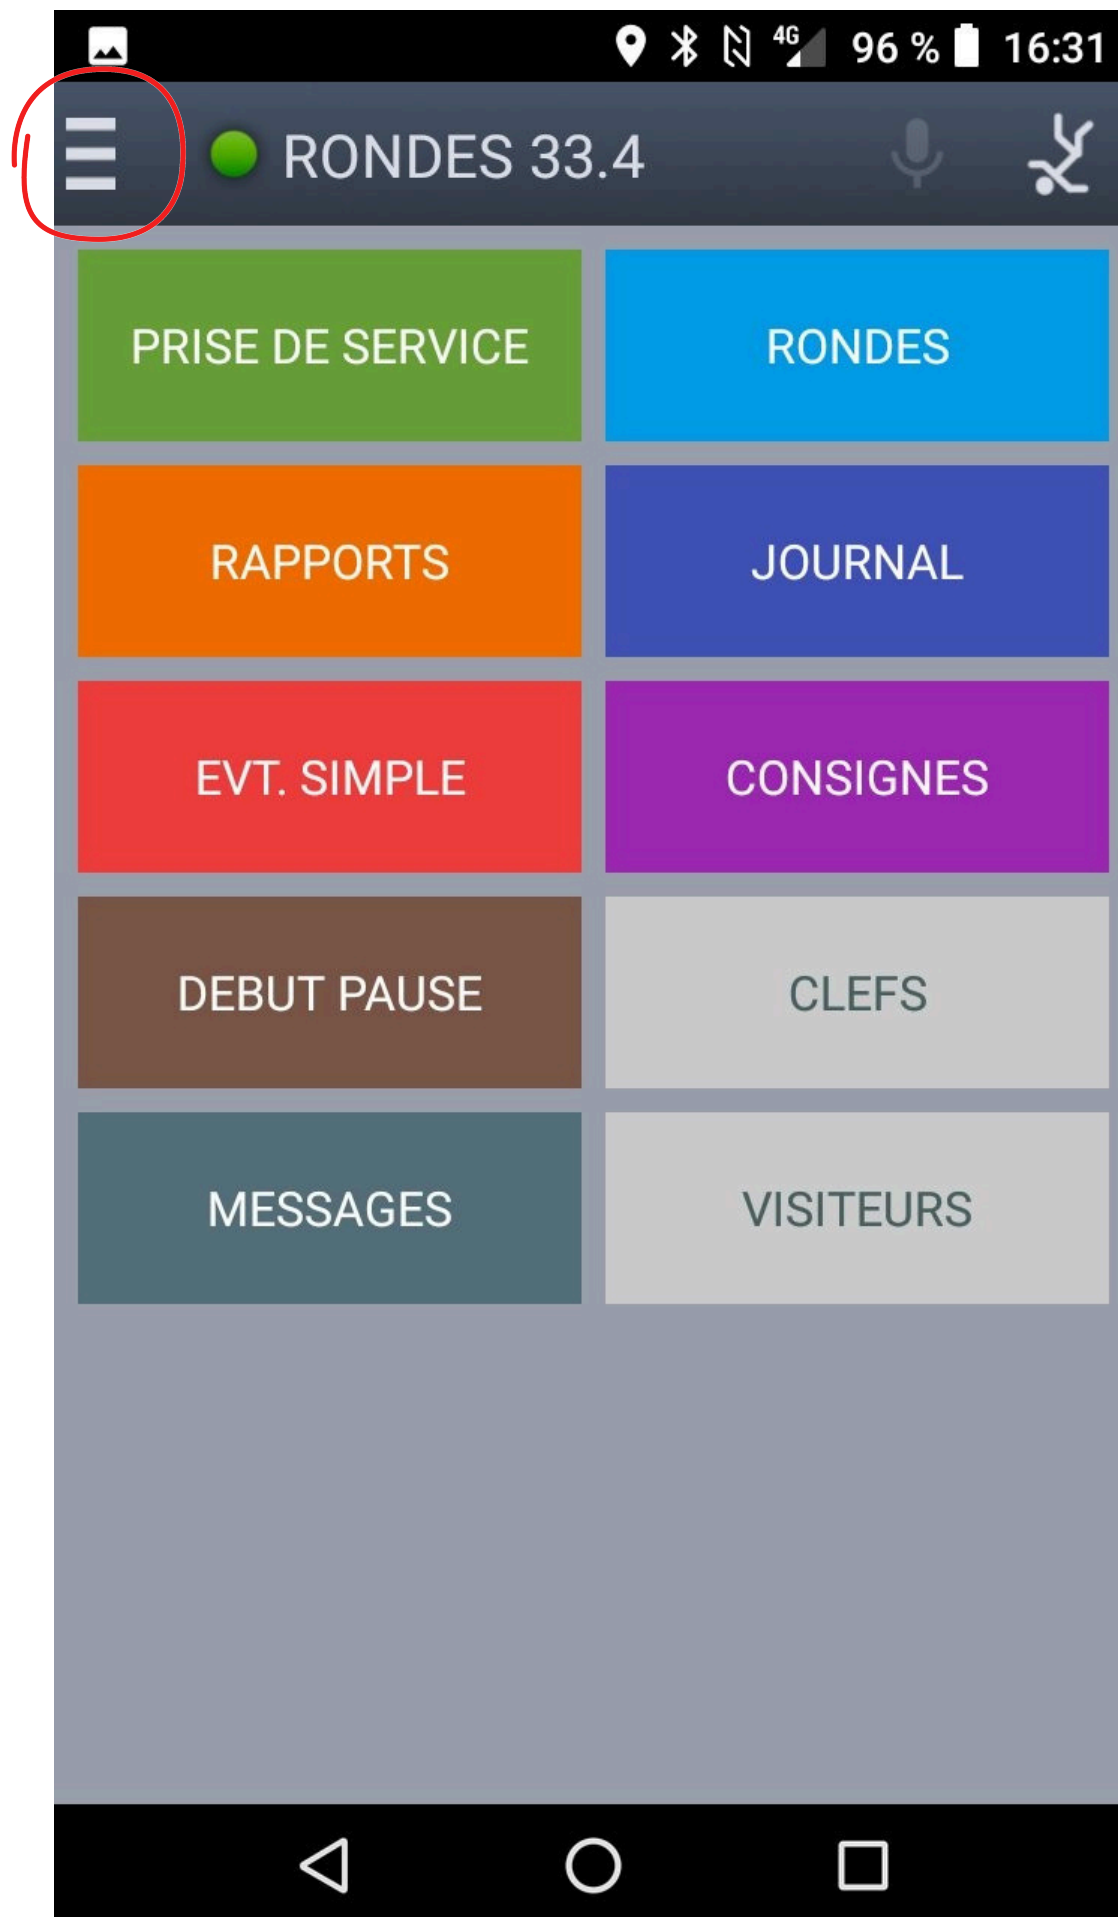 4G 96 % 16:31
RONDES 33.4
PRISE DE SERVICE
RONDES
RAPPORTS
JOURNAL
EVT. SIMPLE
CONSIGNES
DEBUT PAUSE
CLEFS
MESSAGES
VISITEURS